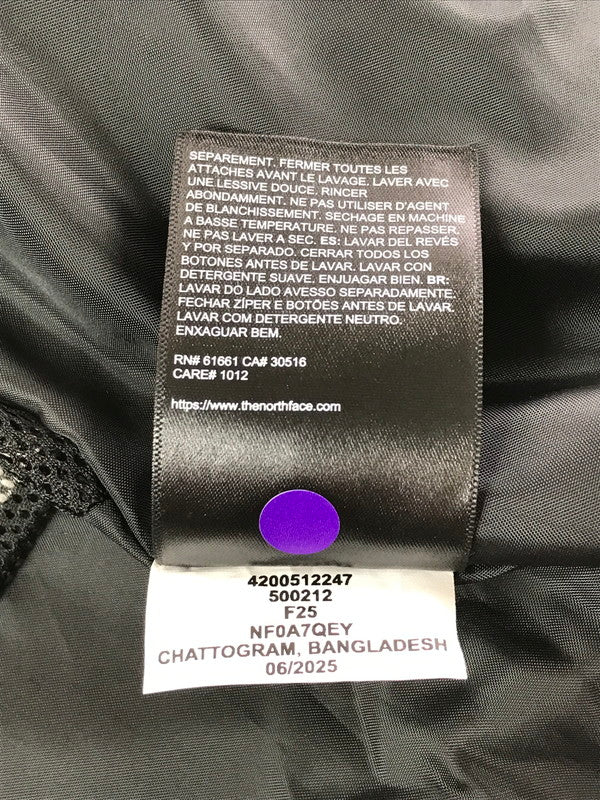 SEPAREMENT. FERMER TOUTES LES
ATTACHES AVANT LE LAVAGE. LAVER AVEC
UNE LESSIVE DOUCE. RINCER
ABONDAMMENT. NE PAS UTILISER D'AGENT
DE BLANCHISSEMENT. SECHAGE EN MACHINE
A BASSE TEMPERATURE. NE PAS REPASSER.
NE PAS LAVER A SEC. ES: LAVAR DEL REVÉS
Y POR SEPARADO. CERRAR TODOS LOS
BOTONES ANTES DE LAVAR. LAVAR CON
DETERGENTE SUAVE. ENJUAGAR BIEN. BR:
LAVAR DO LADO AVESSO SEPARADAMENTE.
FECHAR ZÍPER E BOTÕES ANTES DE LAVAR.
LAVAR COM DETERGENTE NEUTRO.
ENXAGUAR BEM.
RN# 61661 CA# 30516
CARE# 1012
https://www.thenorthface.com
4200512247
500212
F25
NF0A7QEY
CHATTOGRAM, BANGLADESH
06/2025